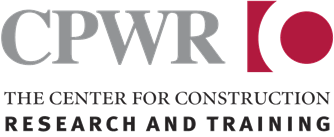 CPWR
THE CENTER FOR CONSTRUCTION
RESEARCH AND TRAINING